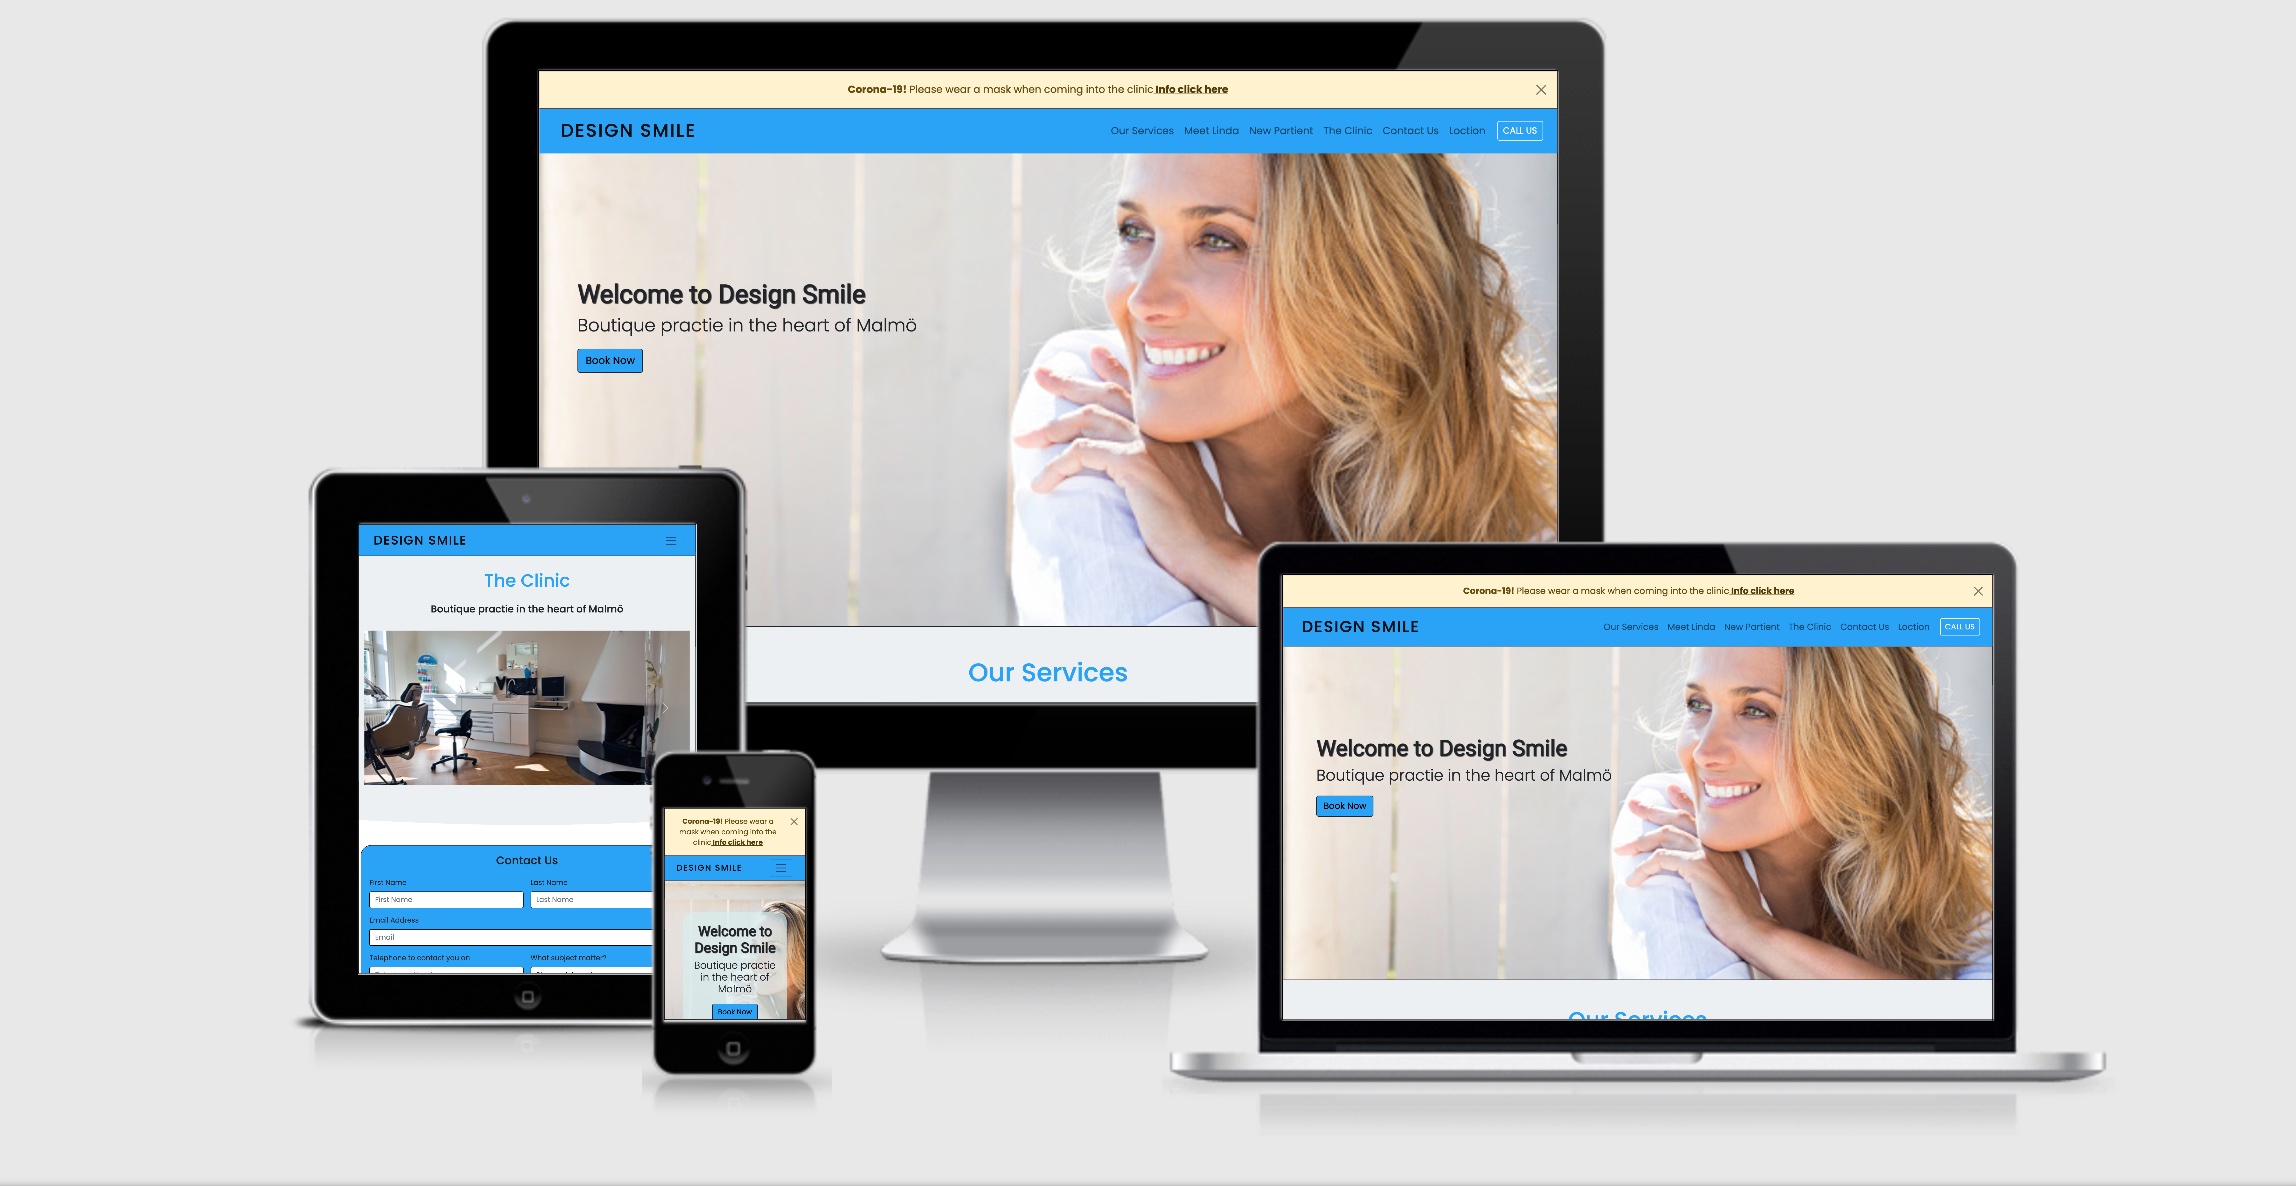 Corona-19! Please wear a mask when coming into the clinic Info click here
DESIGN SMILE
Our Services Meet Linda New Partient The Clinic Contact Us Loction CALL US
Welcome to Design Smile
Boutique practie in the heart of Malmö
Book Now
Our Services
DESIGN SMILE
The Clinic
Boutique practie in the heart of Malmö
Contact Us
First Name Last Name
First Name Last Name
Email Address
Email
Telephone to contact you on What subject matter?
Corona-19! Please wear a
mask when coming into the
clinic Info click here
DESIGN SMILE
Welcome to
Design Smile
Boutique practie
in the heart of
Malmö
Book Now
Corona-19! Please wear a mask when coming into the clinic Info click here
DESIGN SMILE
Our Services Meet Linda New Partient The Clinic Contact Us Loction CALL US
Welcome to Design Smile
Boutique practie in the heart of Malmö
Book Now
Our Services